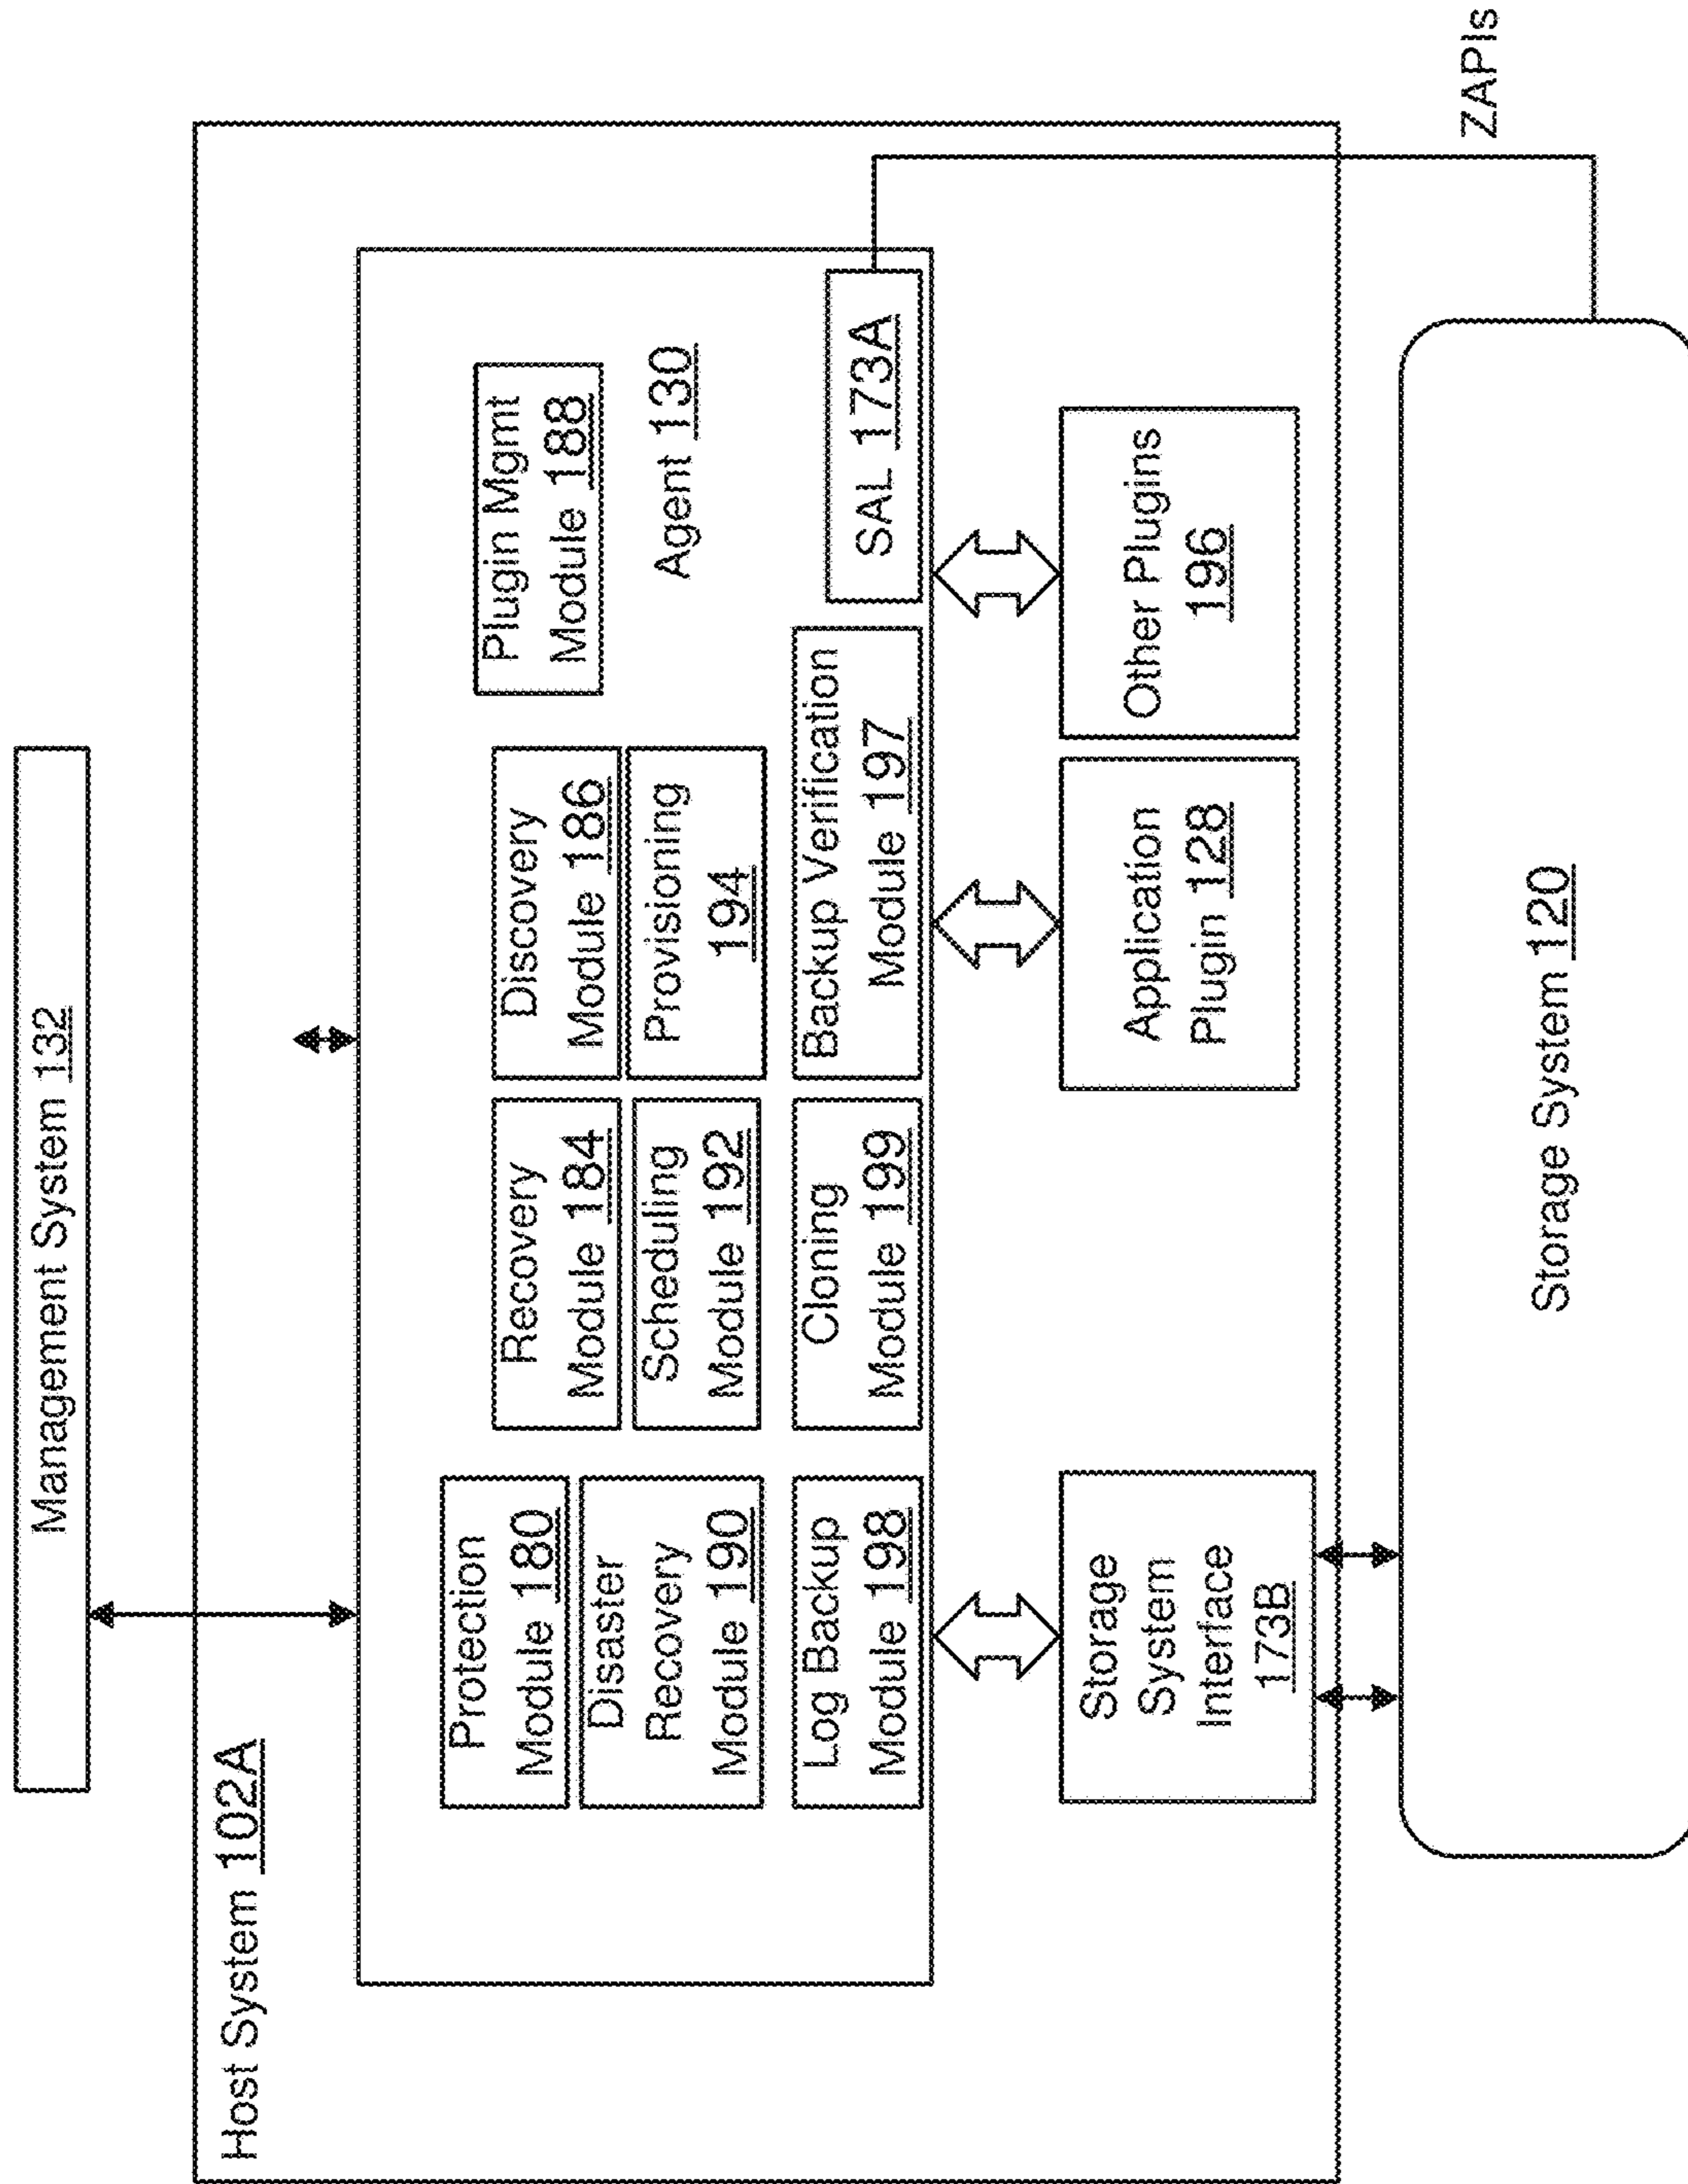 Management System 132
Host System 102A
Protection
Module 180
Disaster
Recovery
Module 190
Log Backup
Module 198
Recovery
Module 184
Scheduling
Module 192
Cloning
Module 199
Discovery
Module 186
Provisioning
194
Backup Verification
Module 197
Plugin Mgmt
Module 188
Agent 130
SAL 173A
Storage
System
Interface
173B
Application
Plugin 128
Other Plugins
196
ZAPIs
Storage System 120